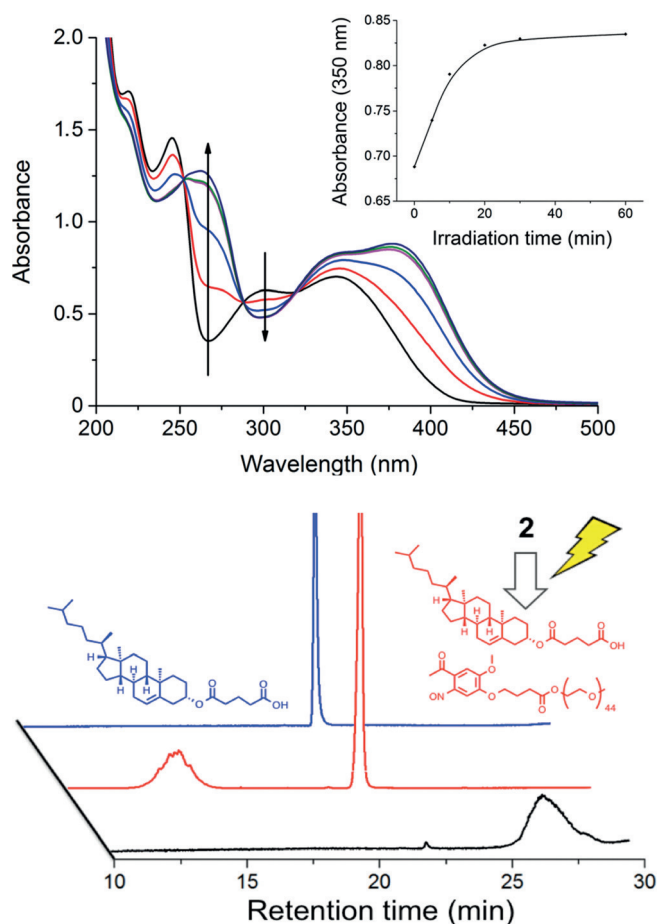 2.0
1.5
1.0
0.5
0
Absorbance
200 250 300 350 400 450 500
Wavelength (nm)
0.85
0.80
0.75
0.70
0.65
Absorbance (350 nm)
0 20 40 60
Irradiation time (min)
2
H
H
H
H
O
O
O
OH
H
H
H
H
O
O
O
OH
O
O
ON
O
O
O
O
44
10 15 20 25 30
Retention time (min)